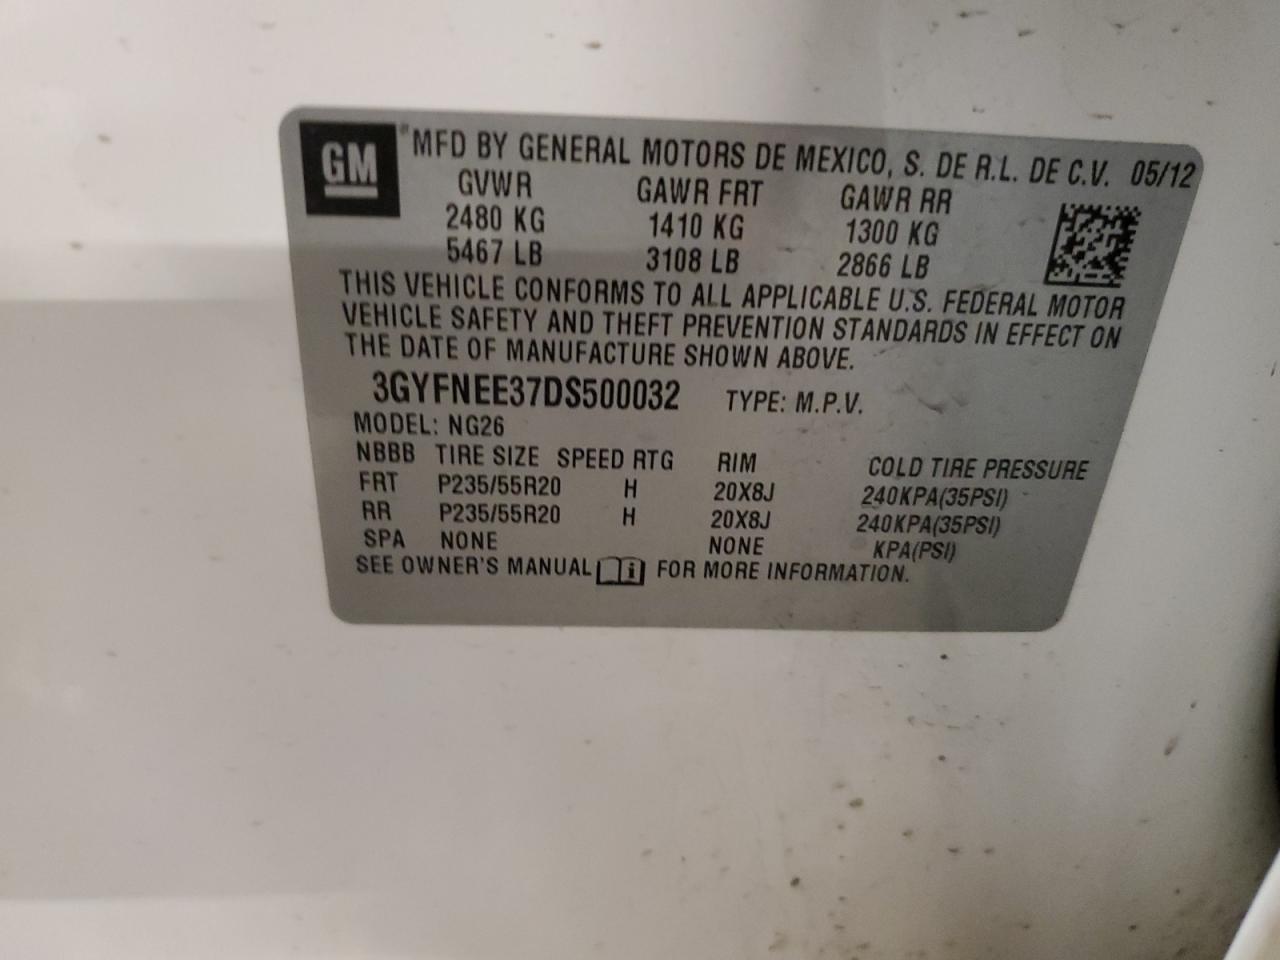 GM ® MFD BY GENERAL MOTORS DE MEXICO, S. DE R.L. DE C.V. 05/12
GVWR GAWR FRT GAWR RR
2480 KG 1410 KG 1300 KG
5467 LB 3108 LB 2866 LB
THIS VEHICLE CONFORMS TO ALL APPLICABLE U.S. FEDERAL MOTOR
VEHICLE SAFETY AND THEFT PREVENTION STANDARDS IN EFFECT ON
THE DATE OF MANUFACTURE SHOWN ABOVE.
3GYFNEE37DS500032 TYPE: M.P.V.
MODEL: NG26
NBBB TIRE SIZE SPEED RTG RIM COLD TIRE PRESSURE
FRT P235/55R20 H 20X8J 240KPA(35PSI)
RR P235/55R20 H 20X8J 240KPA(35PSI)
SPA NONE NONE KPA(PSI)
SEE OWNER'S MANUAL i FOR MORE INFORMATION.